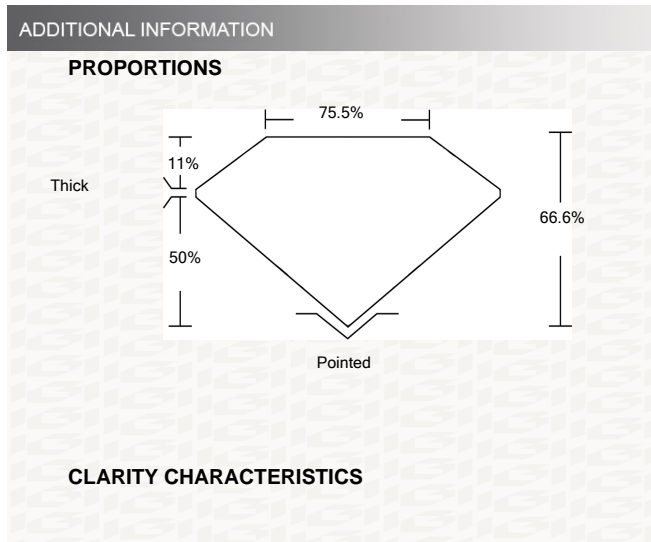 ADDITIONAL INFORMATION
PROPORTIONS
75.5%
11%
Thick
66.6%
50%
Pointed
CLARITY CHARACTERISTICS